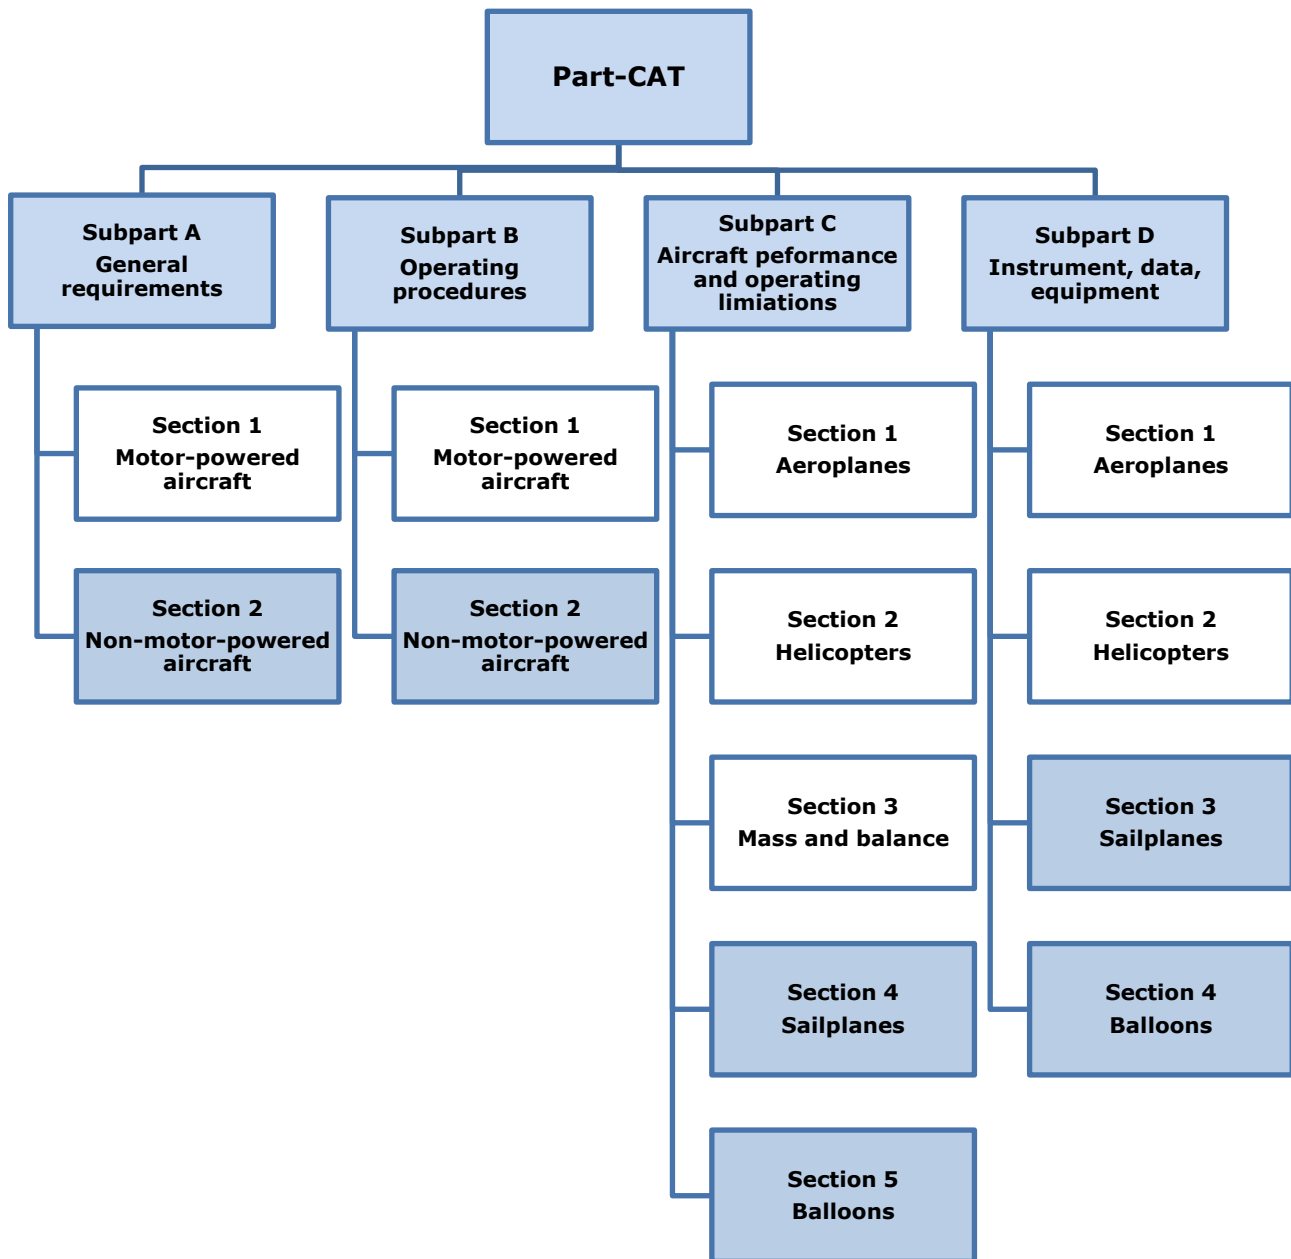 Part-CAT
Subpart A
General
requirements
Section 1
Motor-powered
aircraft
Section 2
Non-motor-powered
aircraft
Subpart B
Operating
procedures
Section 1
Motor-powered
aircraft
Section 2
Non-motor-powered
aircraft
Subpart C
Aircraft peformance
and operating
limiations
Section 1
Aeroplanes
Section 2
Helicopters
Section 3
Mass and balance
Section 4
Sailplanes
Section 5
Balloons
Subpart D
Instrument, data,
equipment
Section 1
Aeroplanes
Section 2
Helicopters
Section 3
Sailplanes
Section 4
Balloons